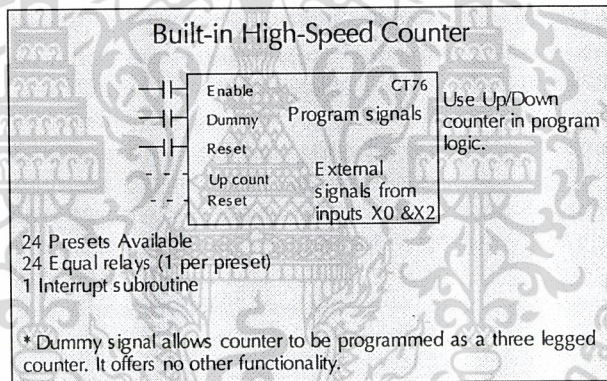 Built-in High-Speed Counter
Enable CT76
Dummy Program signals
Reset
Up count External
Reset signals from
inputs X0 &X2
Use Up/Down
counter in program
logic.
24 Presets Available
24 Equal relays (1 per preset)
1 Interrupt subroutine
* Dummy signal allows counter to be programmed as a three legged
counter. It offers no other functionality.